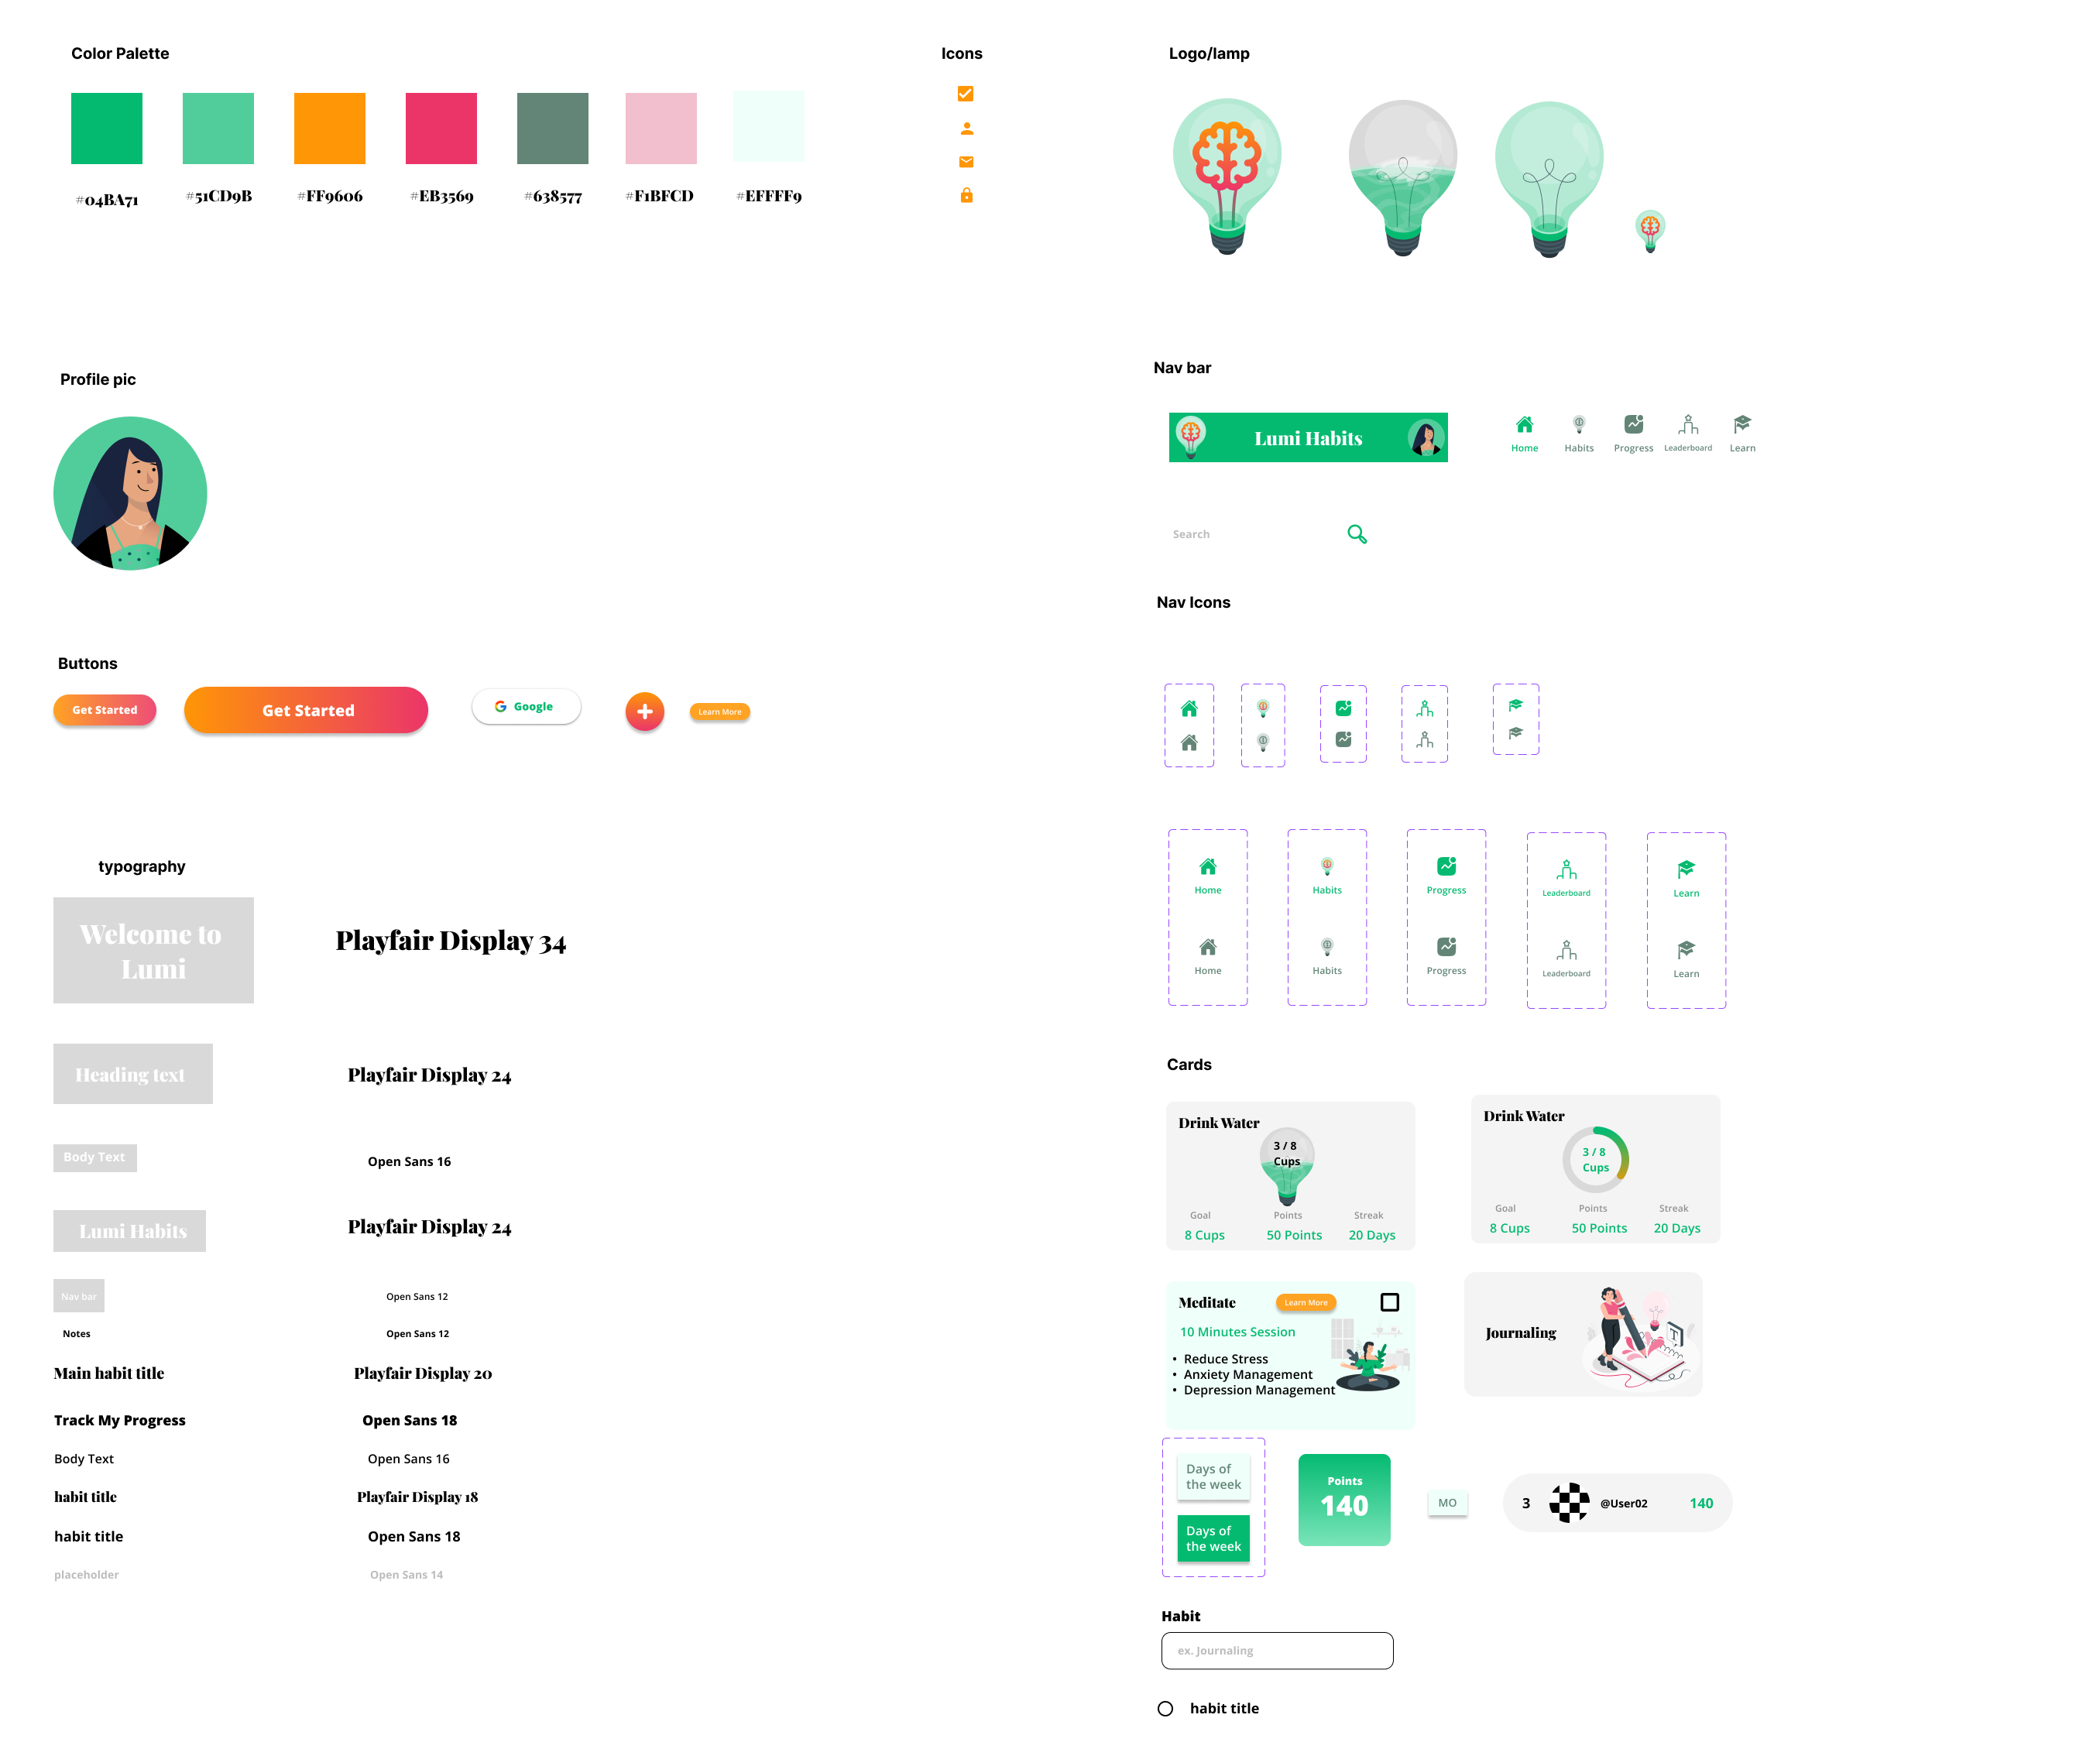 Color Palette
#04BA71
#51CD9B
#FF9606
#EB3569
#638577
#F1BFCD
#EFFFF9
Icons
Logo/lamp
Profile pic
Nav bar
Lumi Habits
Home
Habits
Progress
Leaderboard
Learn
Search
Nav Icons
Buttons
Get Started
Get Started
Google
Learn More
Home
Habits
Progress
Leaderboard
Learn
Home
Habits
Progress
Leaderboard
Learn
typography
Welcome to
Lumi
Playfair Display 34
Heading text
Playfair Display 24
Body Text
Open Sans 16
Lumi Habits
Playfair Display 24
Nav bar
Open Sans 12
Notes
Open Sans 12
Main habit title
Playfair Display 20
Track My Progress
Open Sans 18
Body Text
Open Sans 16
habit title
Playfair Display 18
habit title
Open Sans 18
placeholder
Open Sans 14
Cards
Drink Water
3 / 8
Cups
Goal
Points
Streak
8 Cups
50 Points
20 Days
Drink Water
3 / 8
Cups
Goal
Points
Streak
8 Cups
50 Points
20 Days
Meditate
Learn More
10 Minutes Session
• Reduce Stress
• Anxiety Management
• Depression Management
Journaling
T
Days of
the week
Days of
the week
Points
140
MO
3
@User02
140
Habit
ex. Journaling
habit title